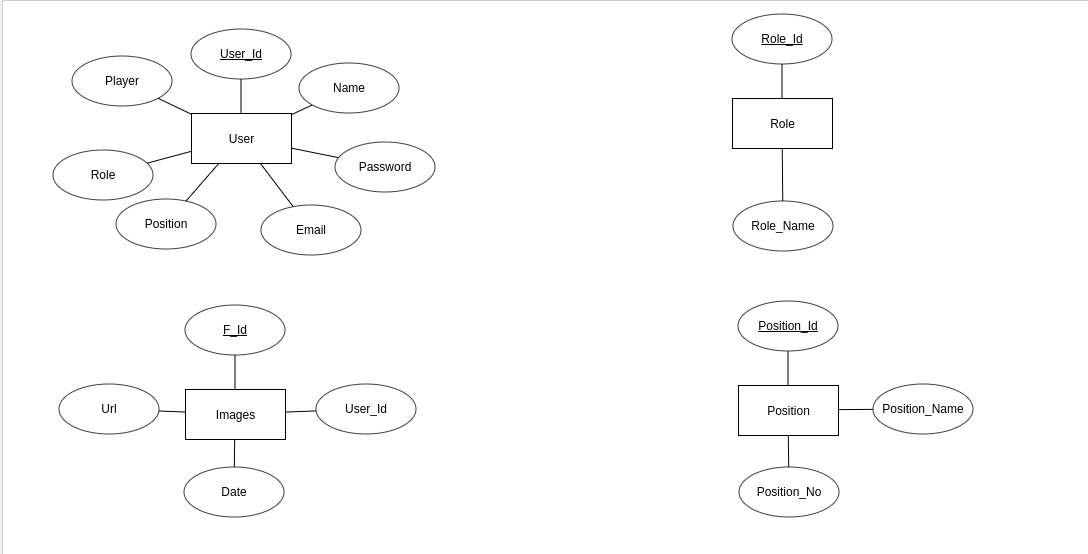 User_Id
Player
Name
User
Password
Role
Position
Email
Role_Id
Role
Role_Name
F_Id
Url
Images
User_Id
Date
Position_Id
Position
Position_Name
Position_No